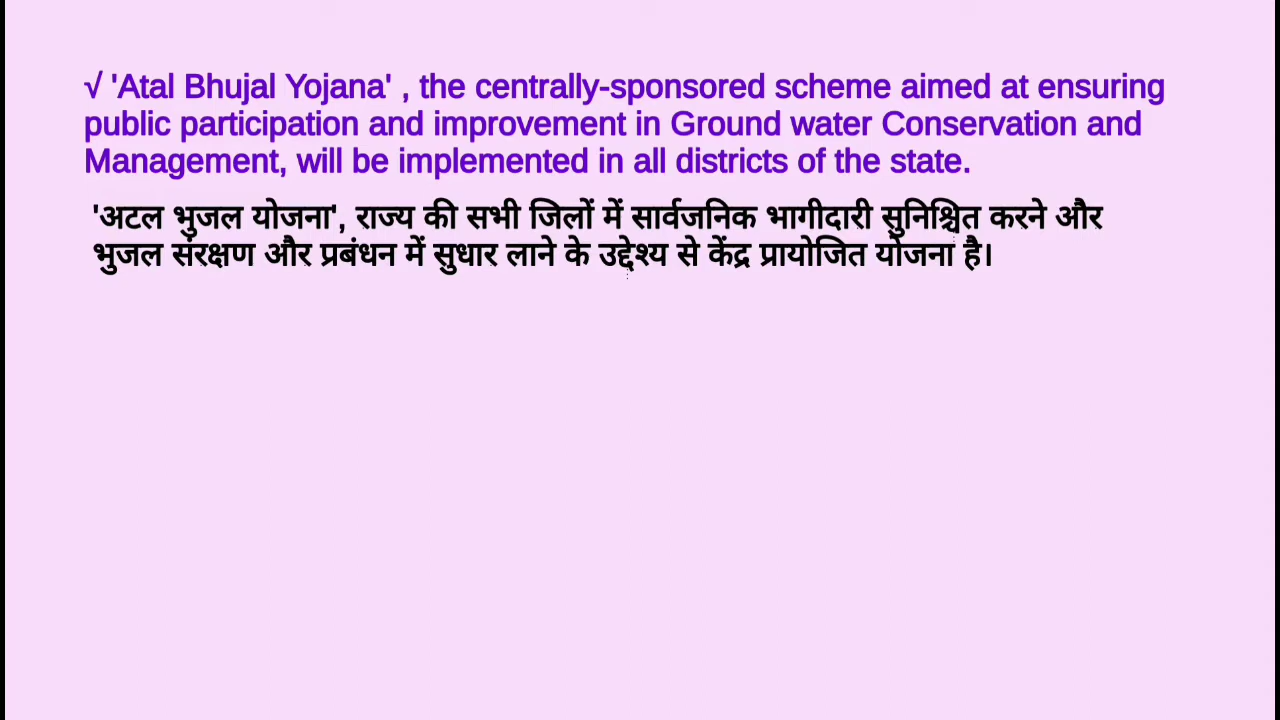 √ 'Atal Bhujal Yojana' , the centrally-sponsored scheme aimed at ensuring
public participation and improvement in Ground water Conservation and
Management, will be implemented in all districts of the state.
'अटल भुजल योजना', राज्य की सभी जिलों में सार्वजनिक भागीदारी सुनिश्चित करने और
भुजल संरक्षण और प्रबंधन में सुधार लाने के उद्देश्य से केंद्र प्रायोजित योजना है।